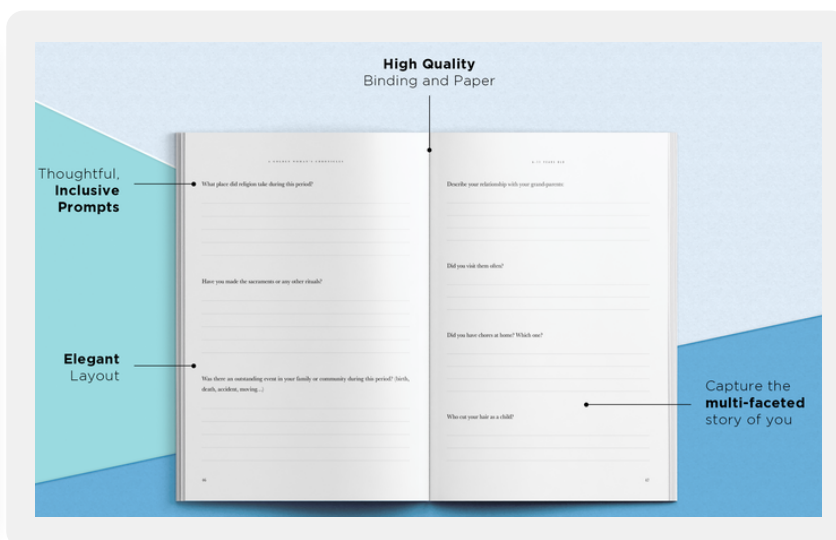 High Quality
Binding and Paper
Thoughtful,
Inclusive
Prompts
Elegant
Layout
What place did religion take during this period?
Have you made the sacraments or any other rituals?
Was there an outstanding event in your family or community during this period? (birth,
death, accident, moving...)
Describe your relationship with your grandparents:
Did you visit them often?
Did you have chores at home? Which one?
Who cut your hair as a child?
Capture the
multi-faceted
story of you